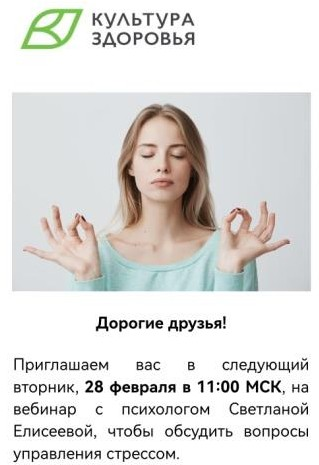 КУЛЬТУРА
ЗДОРОВЬЯ
Дорогие друзья!
Приглашаем вас в следующий
вторник, 28 февраля в 11:00 МСК, на
вебинар с психологом Светланой
Елисеевой, чтобы обсудить вопросы
управления стрессом.